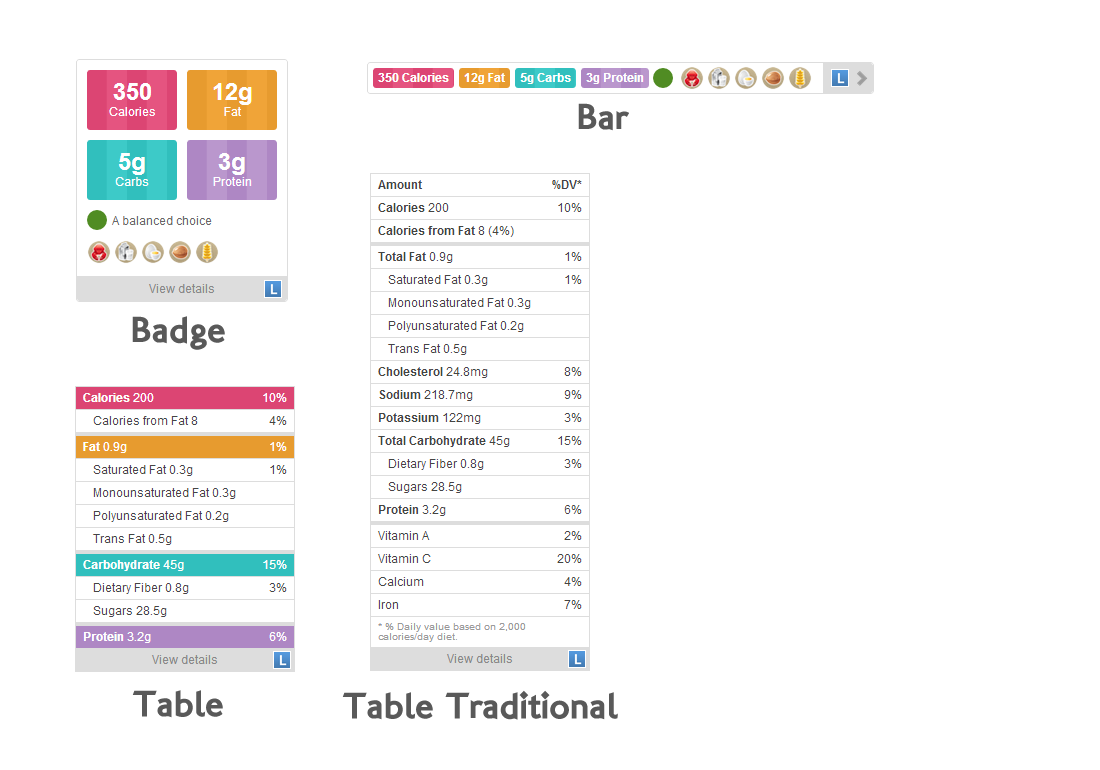 350
Calories
12g
Fat
5g
Carbs
3g
Protein
A balanced choice
View details L
Badge
350 Calories 12g Fat 5g Carbs 3g Protein L
Bar
Calories 200 10%
Calories from Fat 8 4%
Fat 0.9g 1%
Saturated Fat 0.3g 1%
Monounsaturated Fat 0.3g
Polyunsaturated Fat 0.2g
Trans Fat 0.5g
Carbohydrate 45g 15%
Dietary Fiber 0.8g 3%
Sugars 28.5g
Protein 3.2g 6%
View details L
Table
Amount %DV*
Calories 200 10%
Calories from Fat 8 (4%)
Total Fat 0.9g 1%
Saturated Fat 0.3g 1%
Monounsaturated Fat 0.3g
Polyunsaturated Fat 0.2g
Trans Fat 0.5g
Cholesterol 24.8mg 8%
Sodium 218.7mg 9%
Potassium 122mg 3%
Total Carbohydrate 45g 15%
Dietary Fiber 0.8g 3%
Sugars 28.5g
Protein 3.2g 6%
Vitamin A 2%
Vitamin C 20%
Calcium 4%
Iron 7%
* % Daily value based on 2,000
calories/day diet.
View details L
Table Traditional